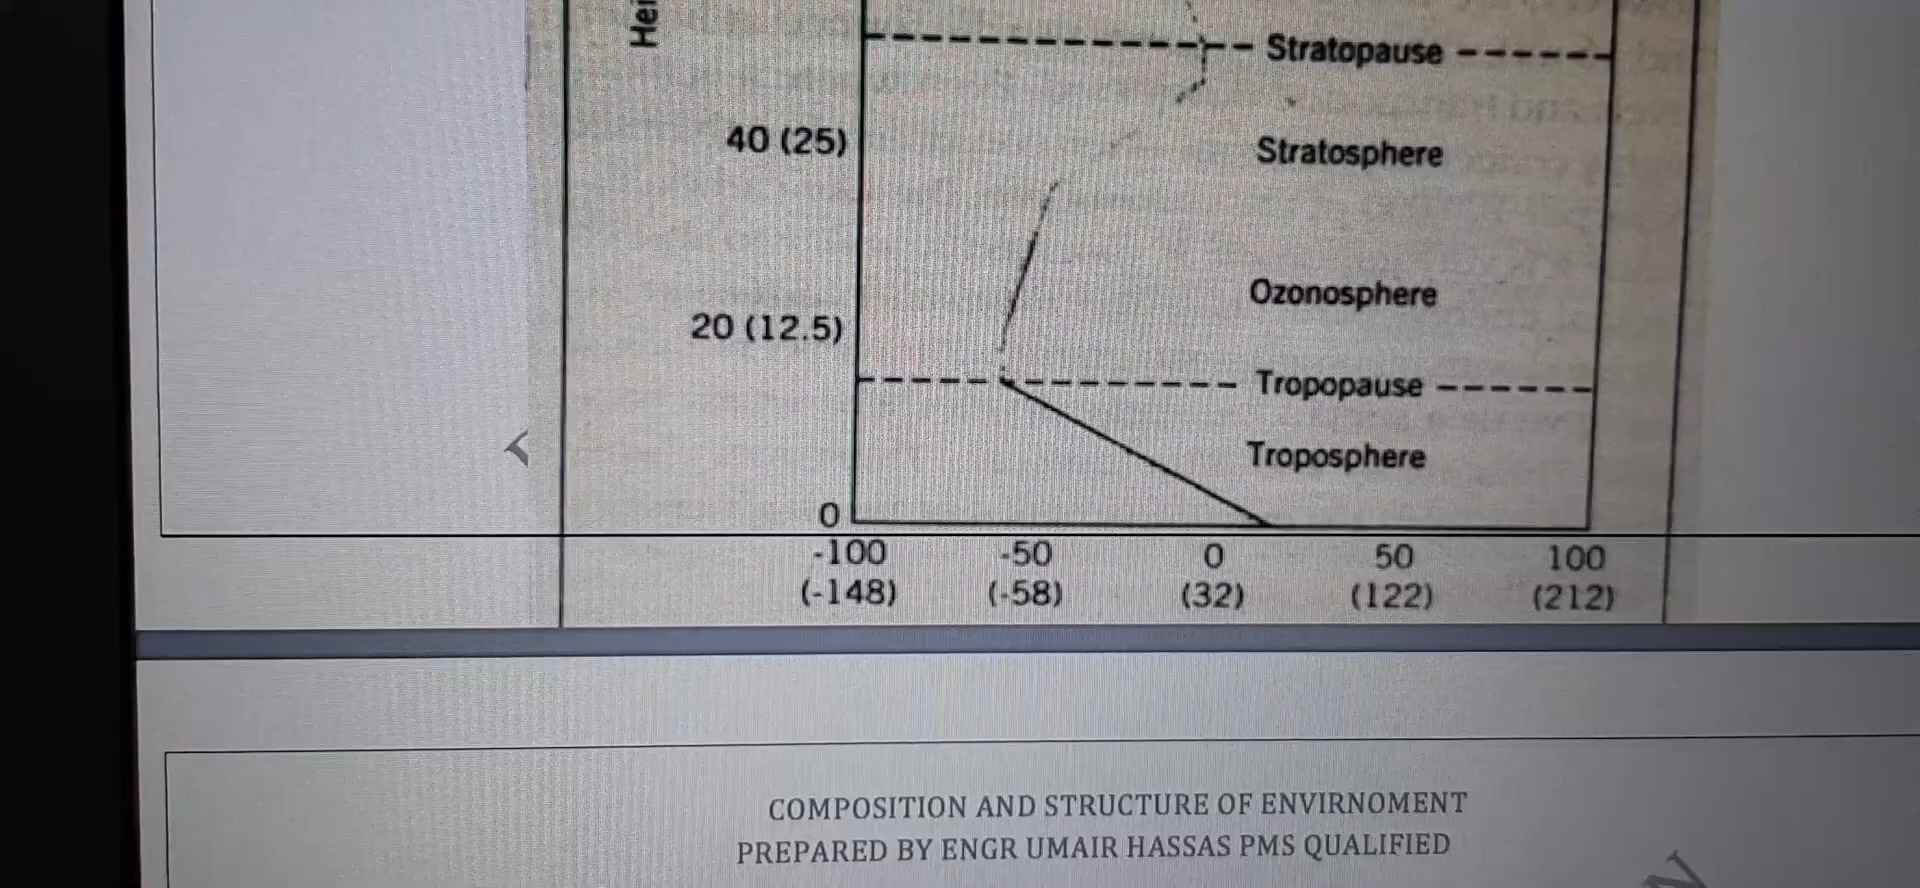 Hei
Stratopause
40 (25)
Stratosphere
Ozonosphere
20 (12.5)
Tropopause
Troposphere
0
-100 -50 0 50 100
(-148) (-58) (32) (122) (212)
COMPOSITION AND STRUCTURE OF ENVIRNOMENT
PREPARED BY ENGR UMAIR HASSAS PMS QUALIFIED